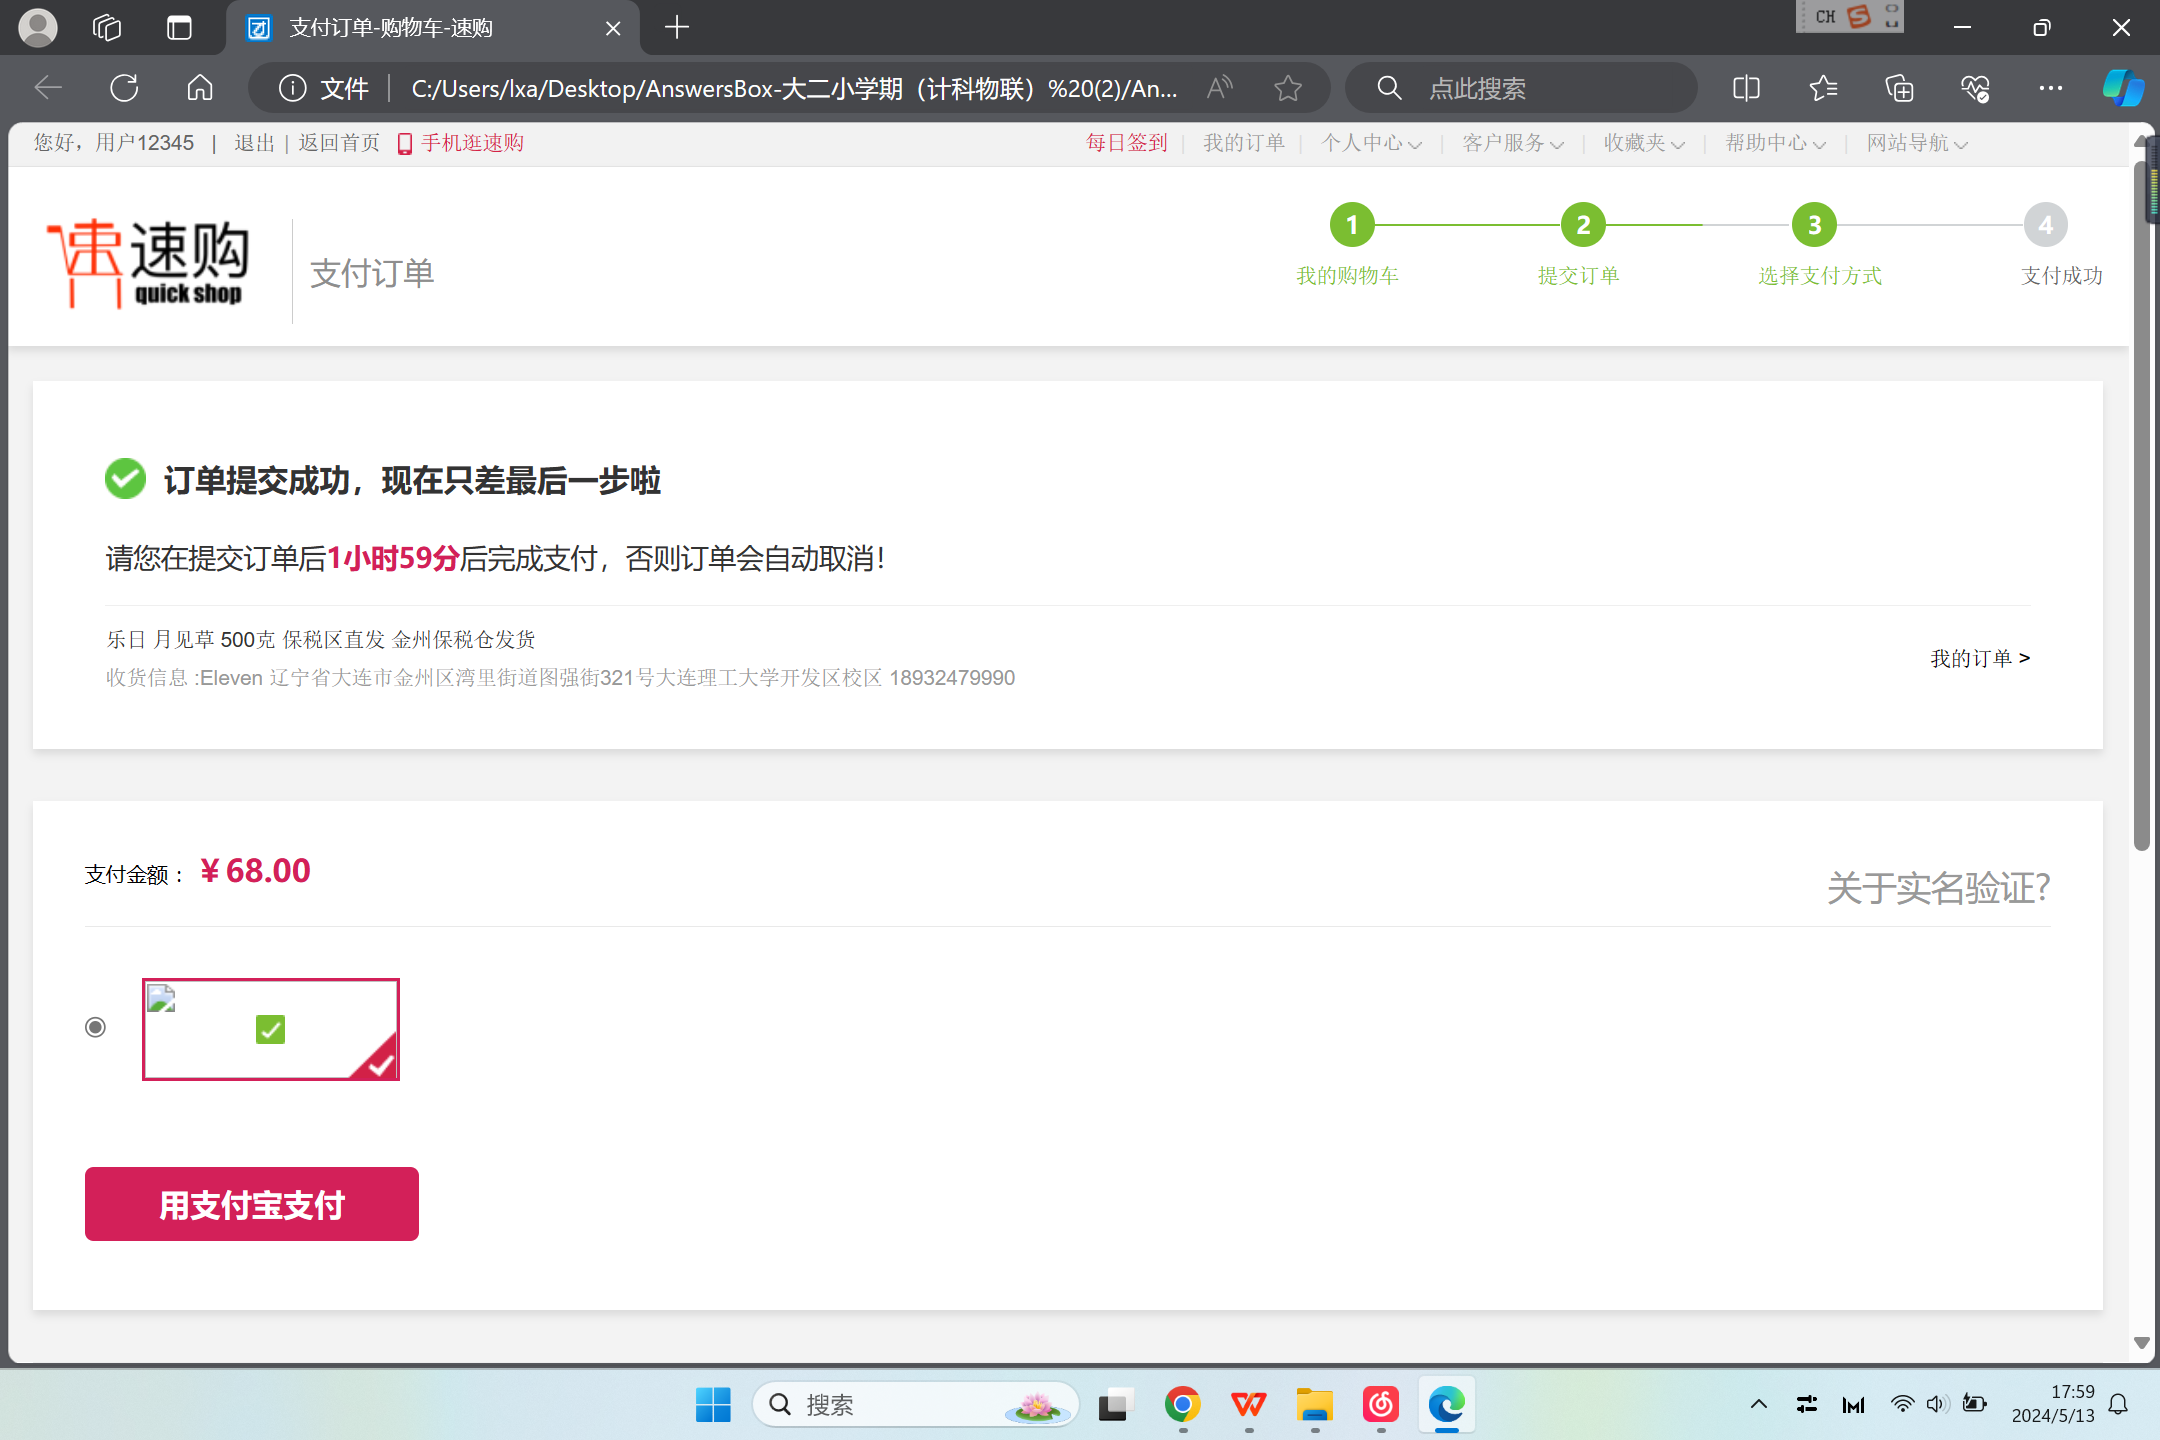 支付订单-购物车-速购
CH
文件
C:/Users/lxa/Desktop/AnswersBox-大二小学期（计科物联）%20(2)/An...
点此搜索
您好，用户12345 | 退出 | 返回首页 手机逛速购
每日签到 | 我的订单 | 个人中心 | 客户服务 | 收藏夹 | 帮助中心 | 网站导航
速购
quick shop
支付订单
1 2 3 4
我的购物车 提交订单 选择支付方式 支付成功
订单提交成功，现在只差最后一步啦
请您在提交订单后1小时59分后完成支付，否则订单会自动取消！
乐日 月见草 500克 保税区直发 金州保税仓发货
收货信息 :Eleven 辽宁省大连市金州区湾里街道图强街321号大连理工大学开发区校区 18932479990
我的订单 >
支付金额： ¥ 68.00
关于实名验证?
用支付宝支付
搜索
17:59
2024/5/13